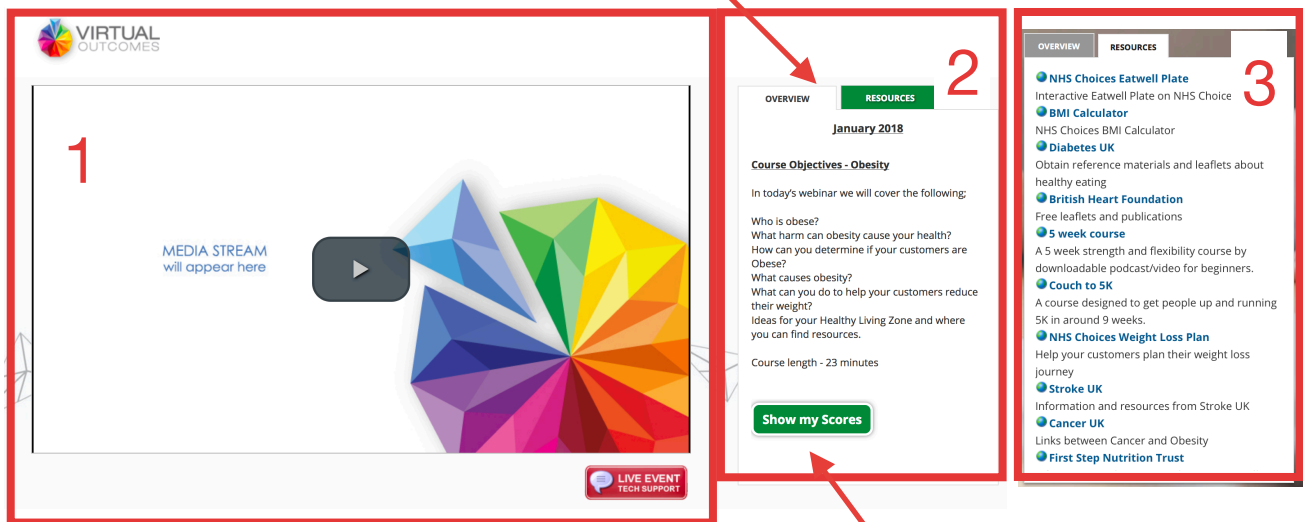 VIRTUAL
OUTCOMES
1
MEDIA STREAM
will appear here
LIVE EVENT
TECH SUPPORT
2
OVERVIEW
RESOURCES
January 2018
Course Objectives - Obesity
In today's webinar we will cover the following;
Who is obese?
What harm can obesity cause your health?
How can you determine if your customers are
Obese?
What causes obesity?
What can you do to help your customers reduce
their weight?
Ideas for your Healthy Living Zone and where
you can find resources.
Course length - 23 minutes
Show my Scores
3
OVERVIEW
RESOURCES
NHS Choices Eatwell Plate
Interactive Eatwell Plate on NHS Choice
BMI Calculator
NHS Choices BMI Calculator
Diabetes UK
Obtain reference materials and leaflets about
healthy eating
British Heart Foundation
Free leaflets and publications
5 week course
A 5 week strength and flexibility course by
downloadable podcast/video for beginners.
Couch to 5K
A course designed to get people up and running
5K in around 9 weeks.
NHS Choices Weight Loss Plan
Help your customers plan their weight loss
journey
Stroke UK
Information and resources from Stroke UK
Cancer UK
Links between Cancer and Obesity
First Step Nutrition Trust